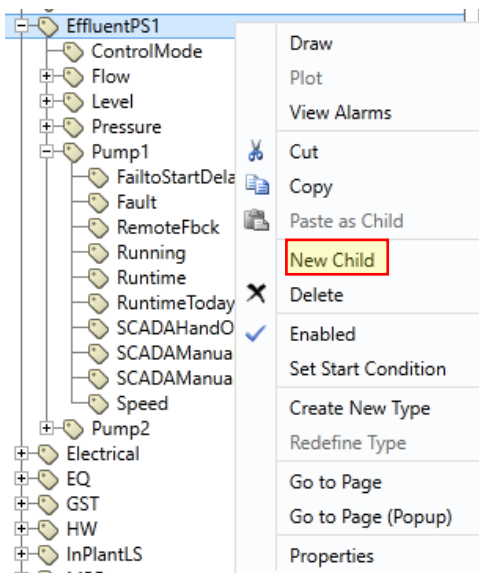 EffluentPS1
ControlMode
Flow
Level
Pressure
Pump1
FailtoStartDela
Fault
RemoteFbck
Running
Runtime
RuntimeToday
SCADAHandO
SCADAManua
SCADAManua
Speed
Pump2
Electrical
EQ
GST
HW
InPlantLS
Draw
Plot
View Alarms
Cut
Copy
Paste as Child
New Child
Delete
Enabled
Set Start Condition
Create New Type
Redefine Type
Go to Page
Go to Page (Popup)
Properties